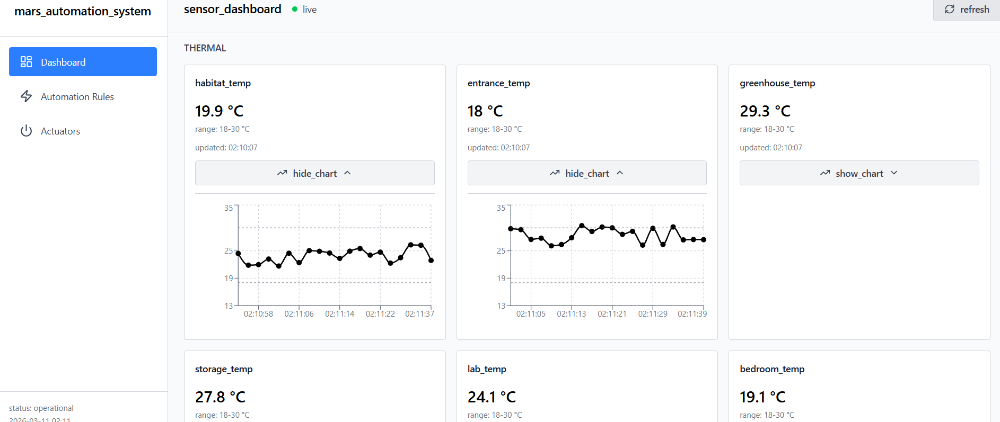 mars_automation_system
Dashboard
Automation Rules
Actuators
status: operational
2026-03-11 02:11
sensor_dashboard live
refresh
THERMAL
habitat_temp
19.9 °C
range: 18-30 °C
updated: 02:10:07
hide_chart
35
25
19
13
02:10:58 02:11:06 02:11:14 02:11:22 02:11:37
entrance_temp
18 °C
range: 18-30 °C
updated: 02:10:07
hide_chart
35
25
19
13
02:11:05 02:11:13 02:11:21 02:11:29 02:11:39
greenhouse_temp
29.3 °C
range: 18-30 °C
updated: 02:10:07
show_chart
storage_temp
27.8 °C
range: 18-30 °C
lab_temp
24.1 °C
range: 18-30 °C
bedroom_temp
19.1 °C
range: 18-30 °C